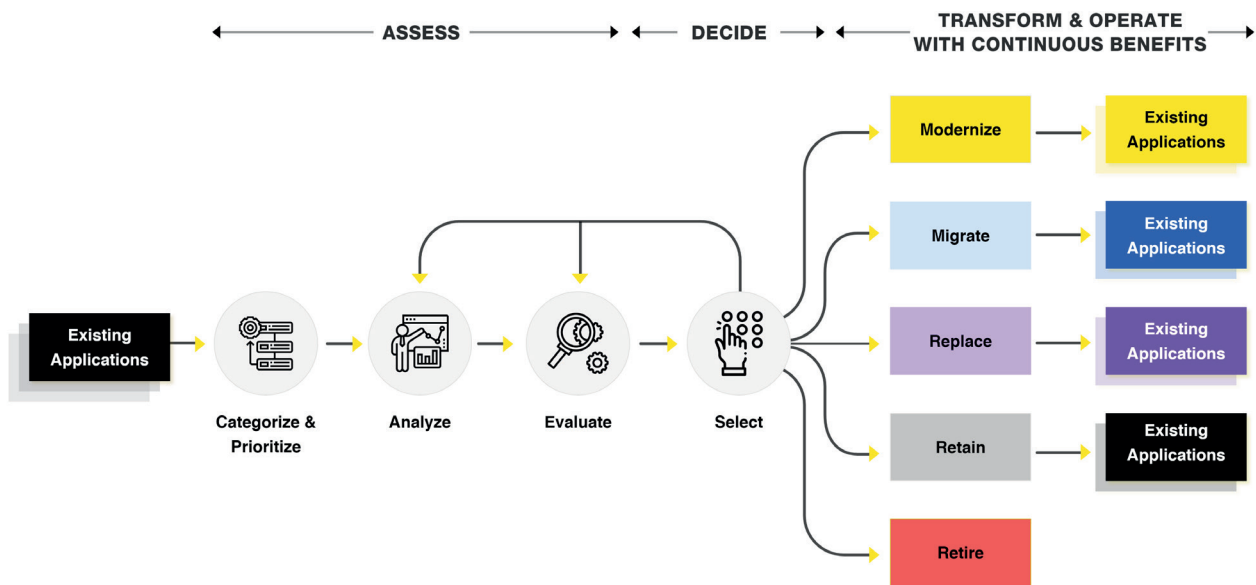 ASSESS
DECIDE
TRANSFORM & OPERATE
WITH CONTINUOUS BENEFITS
Existing
Applications
Categorize &
Prioritize
Analyze
Evaluate
Select
Modernize
Existing
Applications
Migrate
Existing
Applications
Replace
Existing
Applications
Retain
Existing
Applications
Retire